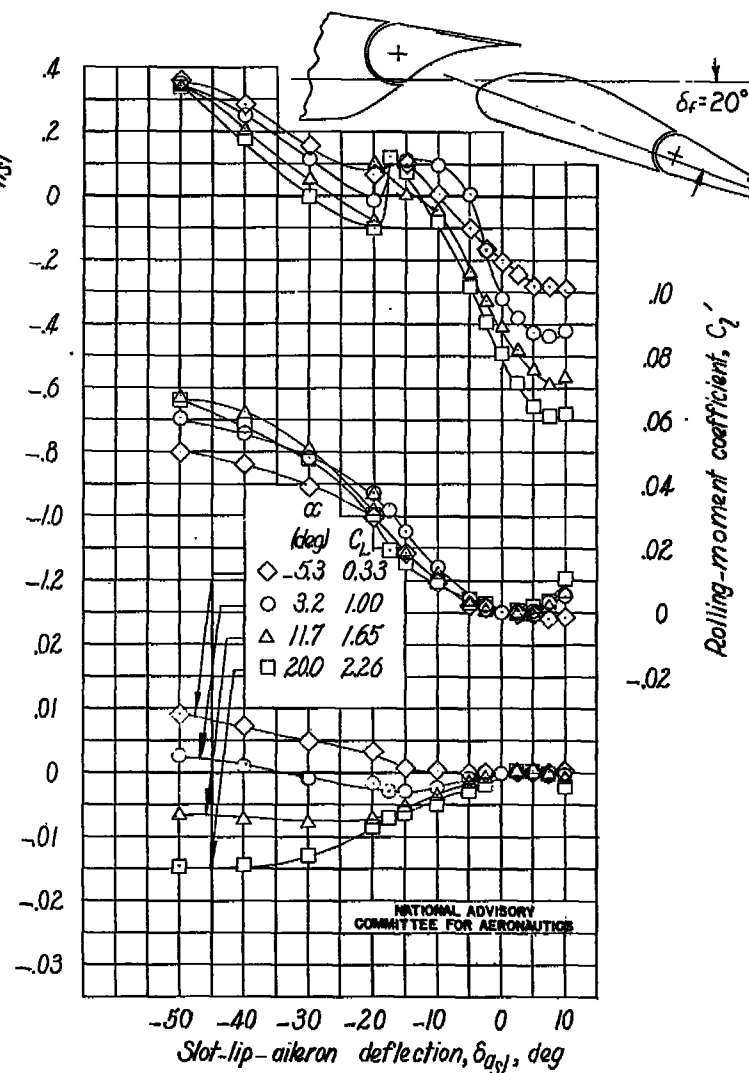 δf=20°
.4
.2
0
-.2
-.4
-.6
-.8
-1.0
-1.2
.02
.01
0
-.01
-.02
-.03
.10
.08
.06
.04
.02
0
-.02
Rolling-moment coefficient, Cl′
α
(deg) CL
◇ -5.3 0.33
○ 3.2 1.00
△ 11.7 1.65
□ 20.0 2.26
NATIONAL ADVISORY
COMMITTEE FOR AERONAUTICS
-50 -40 -30 -20 -10 0 10
Slot-lip-aileron deflection, δasl, deg